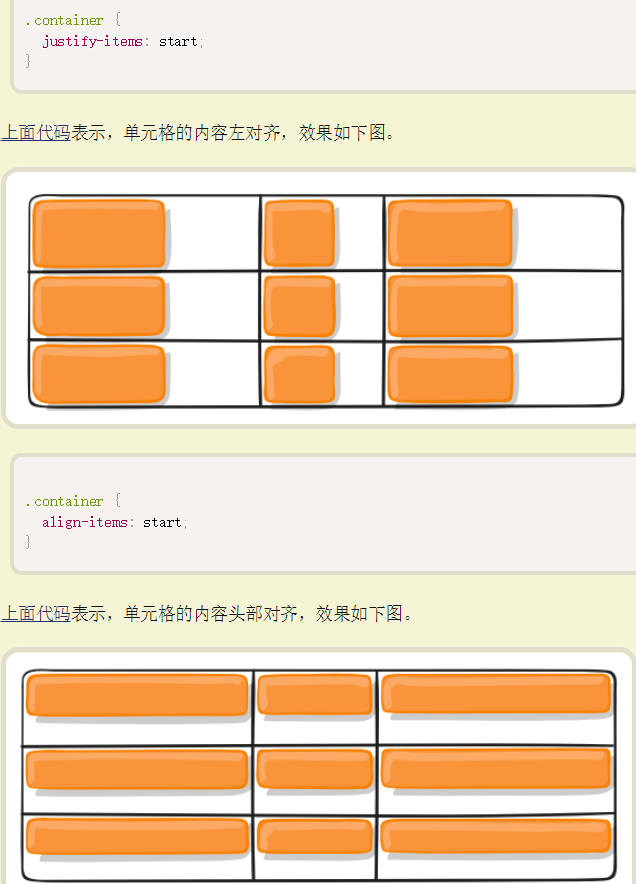 .container {
  justify-items: start;
}
上面代码表示，单元格的内容左对齐，效果如下图。
.container {
  align-items: start;
}
上面代码表示，单元格的内容头部对齐，效果如下图。